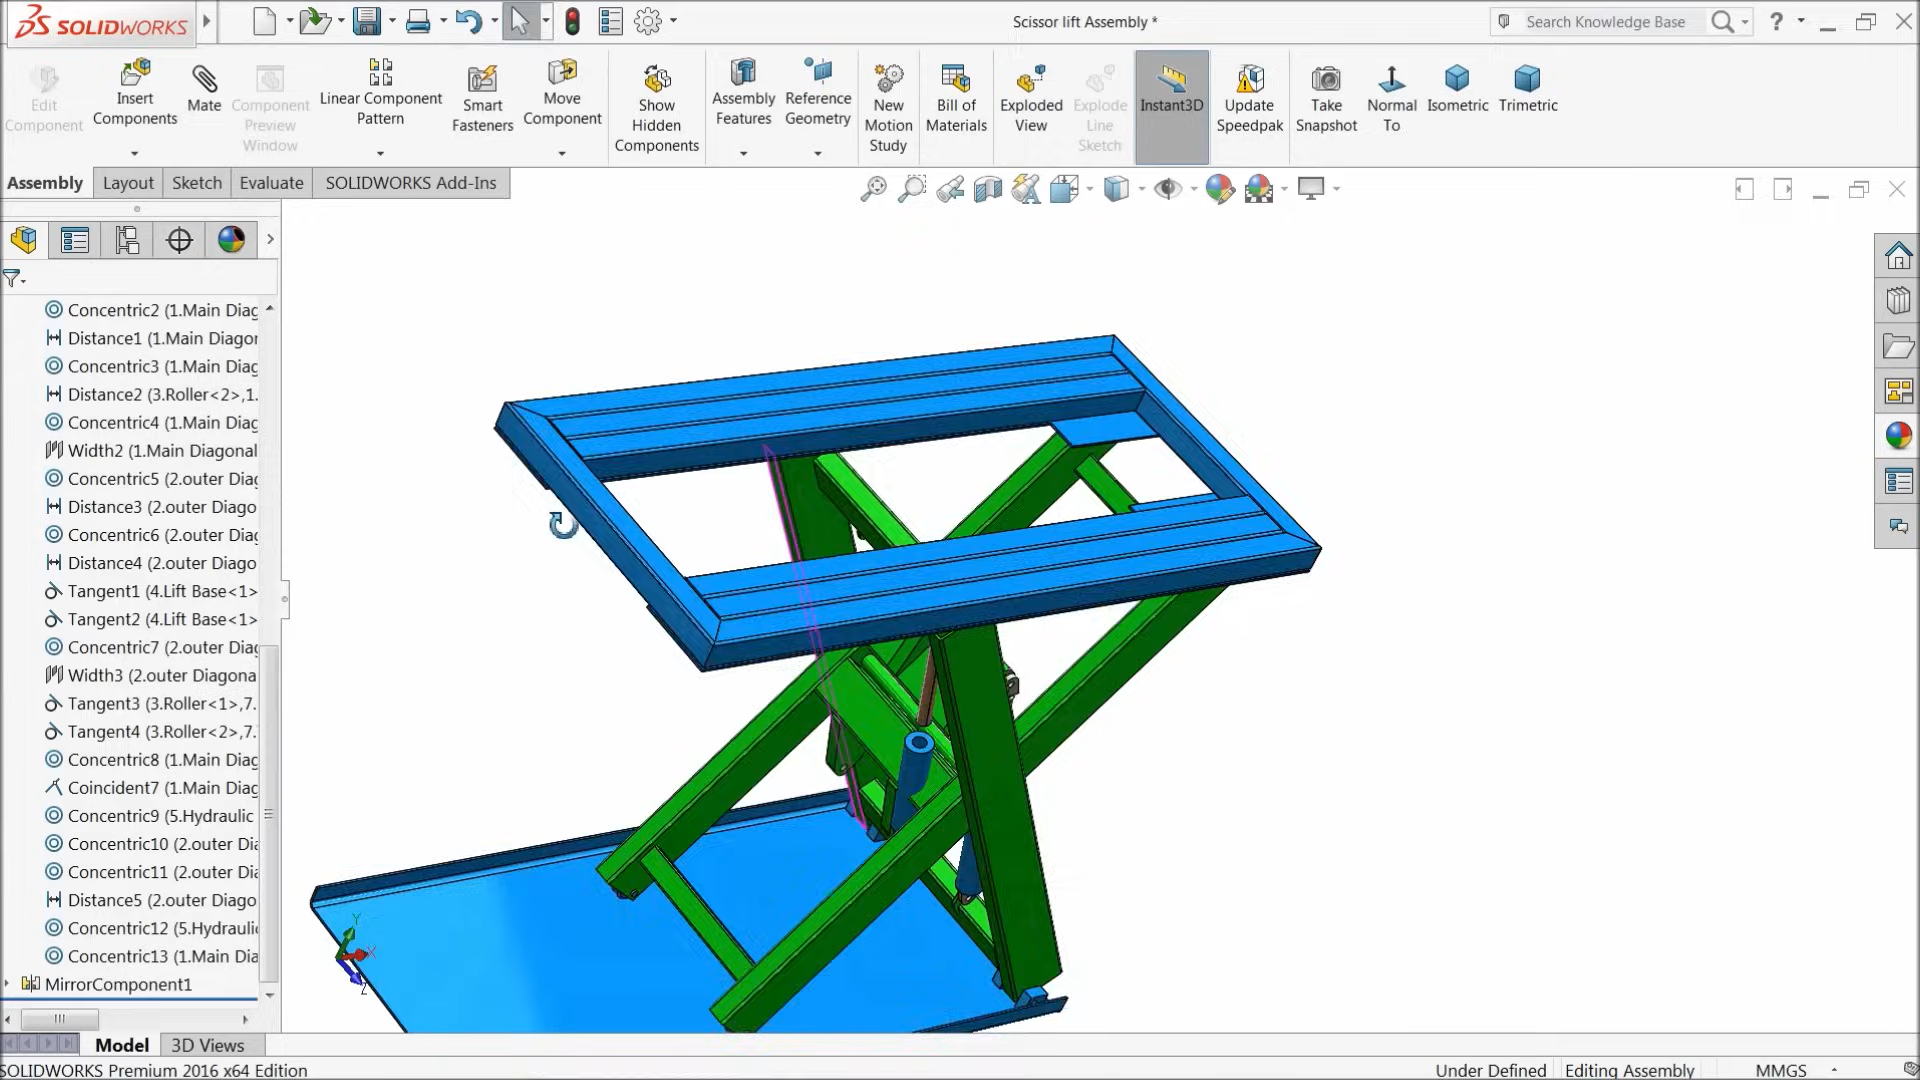 SOLIDWORKS
Scissor lift Assembly *
Search Knowledge Base
?
Edit
Component
Insert
Components
Mate
Component
Preview
Window
Linear Component
Pattern
Smart
Fasteners
Move
Component
Show
Hidden
Components
Assembly
Features
Reference
Geometry
New
Motion
Study
Bill of
Materials
Exploded
View
Explode
Line
Sketch
Instant3D
Update
Speedpak
Take
Snapshot
Normal
To
Isometric
Trimetric
Assembly
Layout
Sketch
Evaluate
SOLIDWORKS Add-Ins
Concentric2 (1.Main Diag
Distance1 (1.Main Diagor
Concentric3 (1.Main Diag
Distance2 (3.Roller<2>,1.
Concentric4 (1.Main Diag
Width2 (1.Main Diagonal
Concentric5 (2.outer Diag
Distance3 (2.outer Diago
Concentric6 (2.outer Diag
Distance4 (2.outer Diago
Tangent1 (4.Lift Base<1>
Tangent2 (4.Lift Base<1>
Concentric7 (2.outer Diag
Width3 (2.outer Diagona
Tangent3 (3.Roller<1>,7.
Tangent4 (3.Roller<2>,7.
Concentric8 (1.Main Diag
Coincident7 (1.Main Diag
Concentric9 (5.Hydraulic
Concentric10 (2.outer Dia
Concentric11 (2.outer Dia
Distance5 (2.outer Diago
Concentric12 (5.Hydraulic
Concentric13 (1.Main Dia
MirrorComponent1
Y
X
Z
Model
3D Views
SOLIDWORKS Premium 2016 x64 Edition
Under Defined
Editing Assembly
MMGS